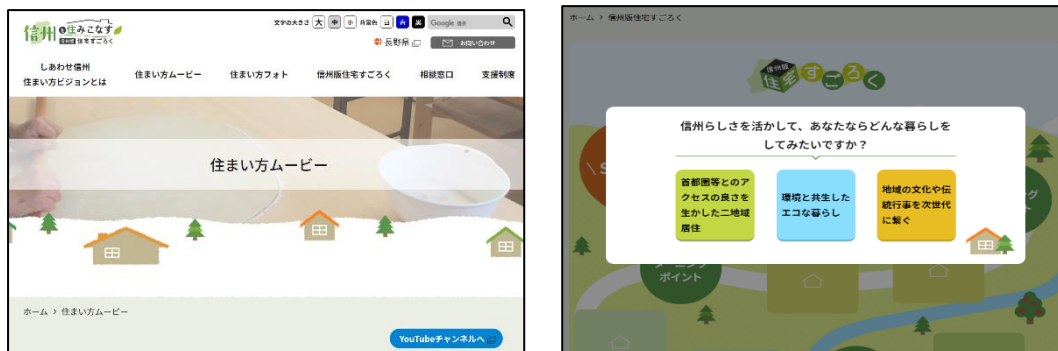 信州を住みこなす
信州版 住宅すごろく
文字の大きさ 大 中 小 背景色 白 青 黒 Google
長野県
お問い合わせ
しあわせ信州
住まい方ビジョンとは
住まい方ムービー
住まい方フォト
信州版住宅すごろく
相談窓口
支援制度
住まい方ムービー
ホーム > 住まい方ムービー
YouTubeチャンネルへ
ホーム > 信州版住宅すごろく
信州版
住宅すごろく
信州らしさを活かして、あなたならどんな暮らしを
してみたいですか？
首都圏等とのア
クセスの良さを
生かした二地域
居住
環境と共生した
エコな暮らし
地域の文化や伝
統行事を次世代
に繋ぐ
ポイント